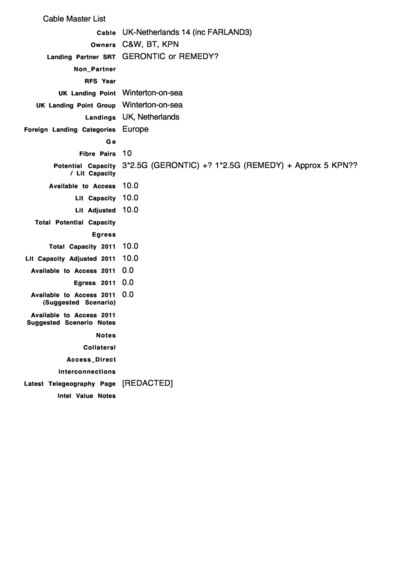 Cable Master List
Cable UK-Netherlands 14 (inc FARLAND3)
Owners C&W, BT, KPN
Landing Partner SRT GERONTIC or REMEDY?
Non_Partner
RFS Year
UK Landing Point Winterton-on-sea
UK Landing Point Group Winterton-on-sea
Landings UK, Netherlands
Foreign Landing Categories Europe
Ge
Fibre Pairs 10
Potential Capacity 3*2.5G (GERONTIC) +? 1*2.5G (REMEDY) + Approx 5 KPN??
/ Lit Capacity
Available to Access 10.0
Lit Capacity 10.0
Lit Adjusted 10.0
Total Potential Capacity
Egress
Total Capacity 2011 10.0
Lit Capacity Adjusted 2011 10.0
Available to Access 2011 0.0
Egress 2011 0.0
Available to Access 2011 0.0
(Suggested Scenario)
Available to Access 2011
Suggested Scenerio Notes
Notes
Collateral
Access_Direct
Interconnections
Latest Telegeography Page [REDACTED]
Intel Value Notes